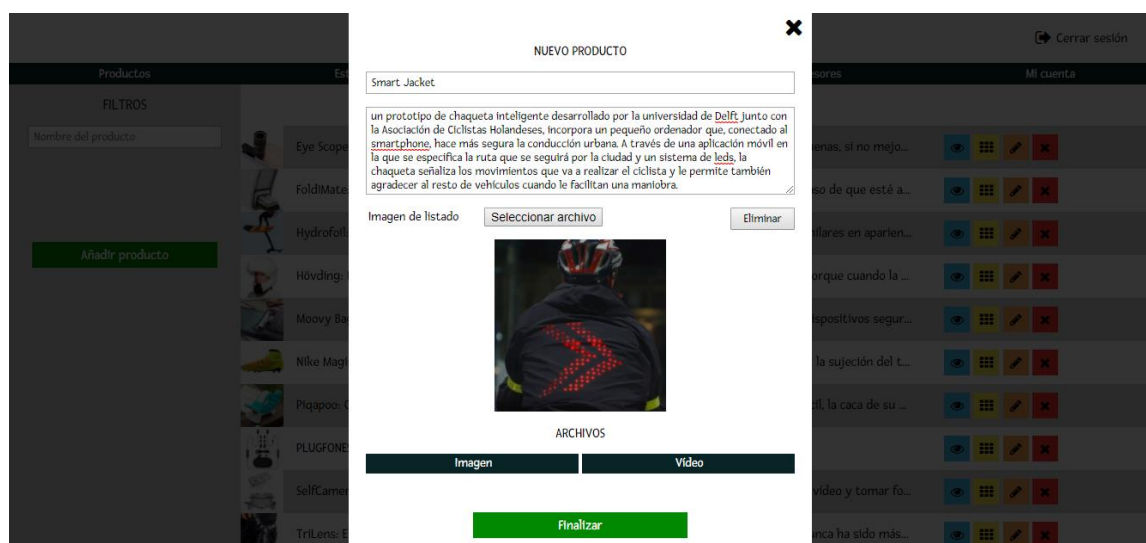 NUEVO PRODUCTO
Cerrar sesión
Productos
Mi cuenta
FILTROS
Nombre del producto
Añadir producto
Smart Jacket
un prototipo de chaqueta inteligente desarrollado por la universidad de Delft junto con
la Asociación de Ciclistas Holandeses, incorpora un pequeño ordenador que, conectado al
smartphone, hace más segura la conducción urbana. A través de una aplicación móvil en
la que se especifica la ruta que se seguirá por la ciudad y un sistema de leds, la
chaqueta señaliza los movimientos que va a realizar el ciclista y le permite también
agradecer al resto de vehículos cuando le facilitan una maniobra.
Imagen de listado Seleccionar archivo Eliminar
ARCHIVOS
Imagen Vídeo
Finalizar
Eye Scope
si no mejo...
FoldiMate
so de que esté a...
Hydrofoil:
ilares en aparien...
Hövding:
orque cuando la ...
Moovy Ba
ispositivos segur...
Nike Magi
la sujeción del t...
Piqapoo:
la caca de su ...
PLUGFONE
SelfCamer
vídeo y tomar fo...
TriLens: E
unca ha sido más...